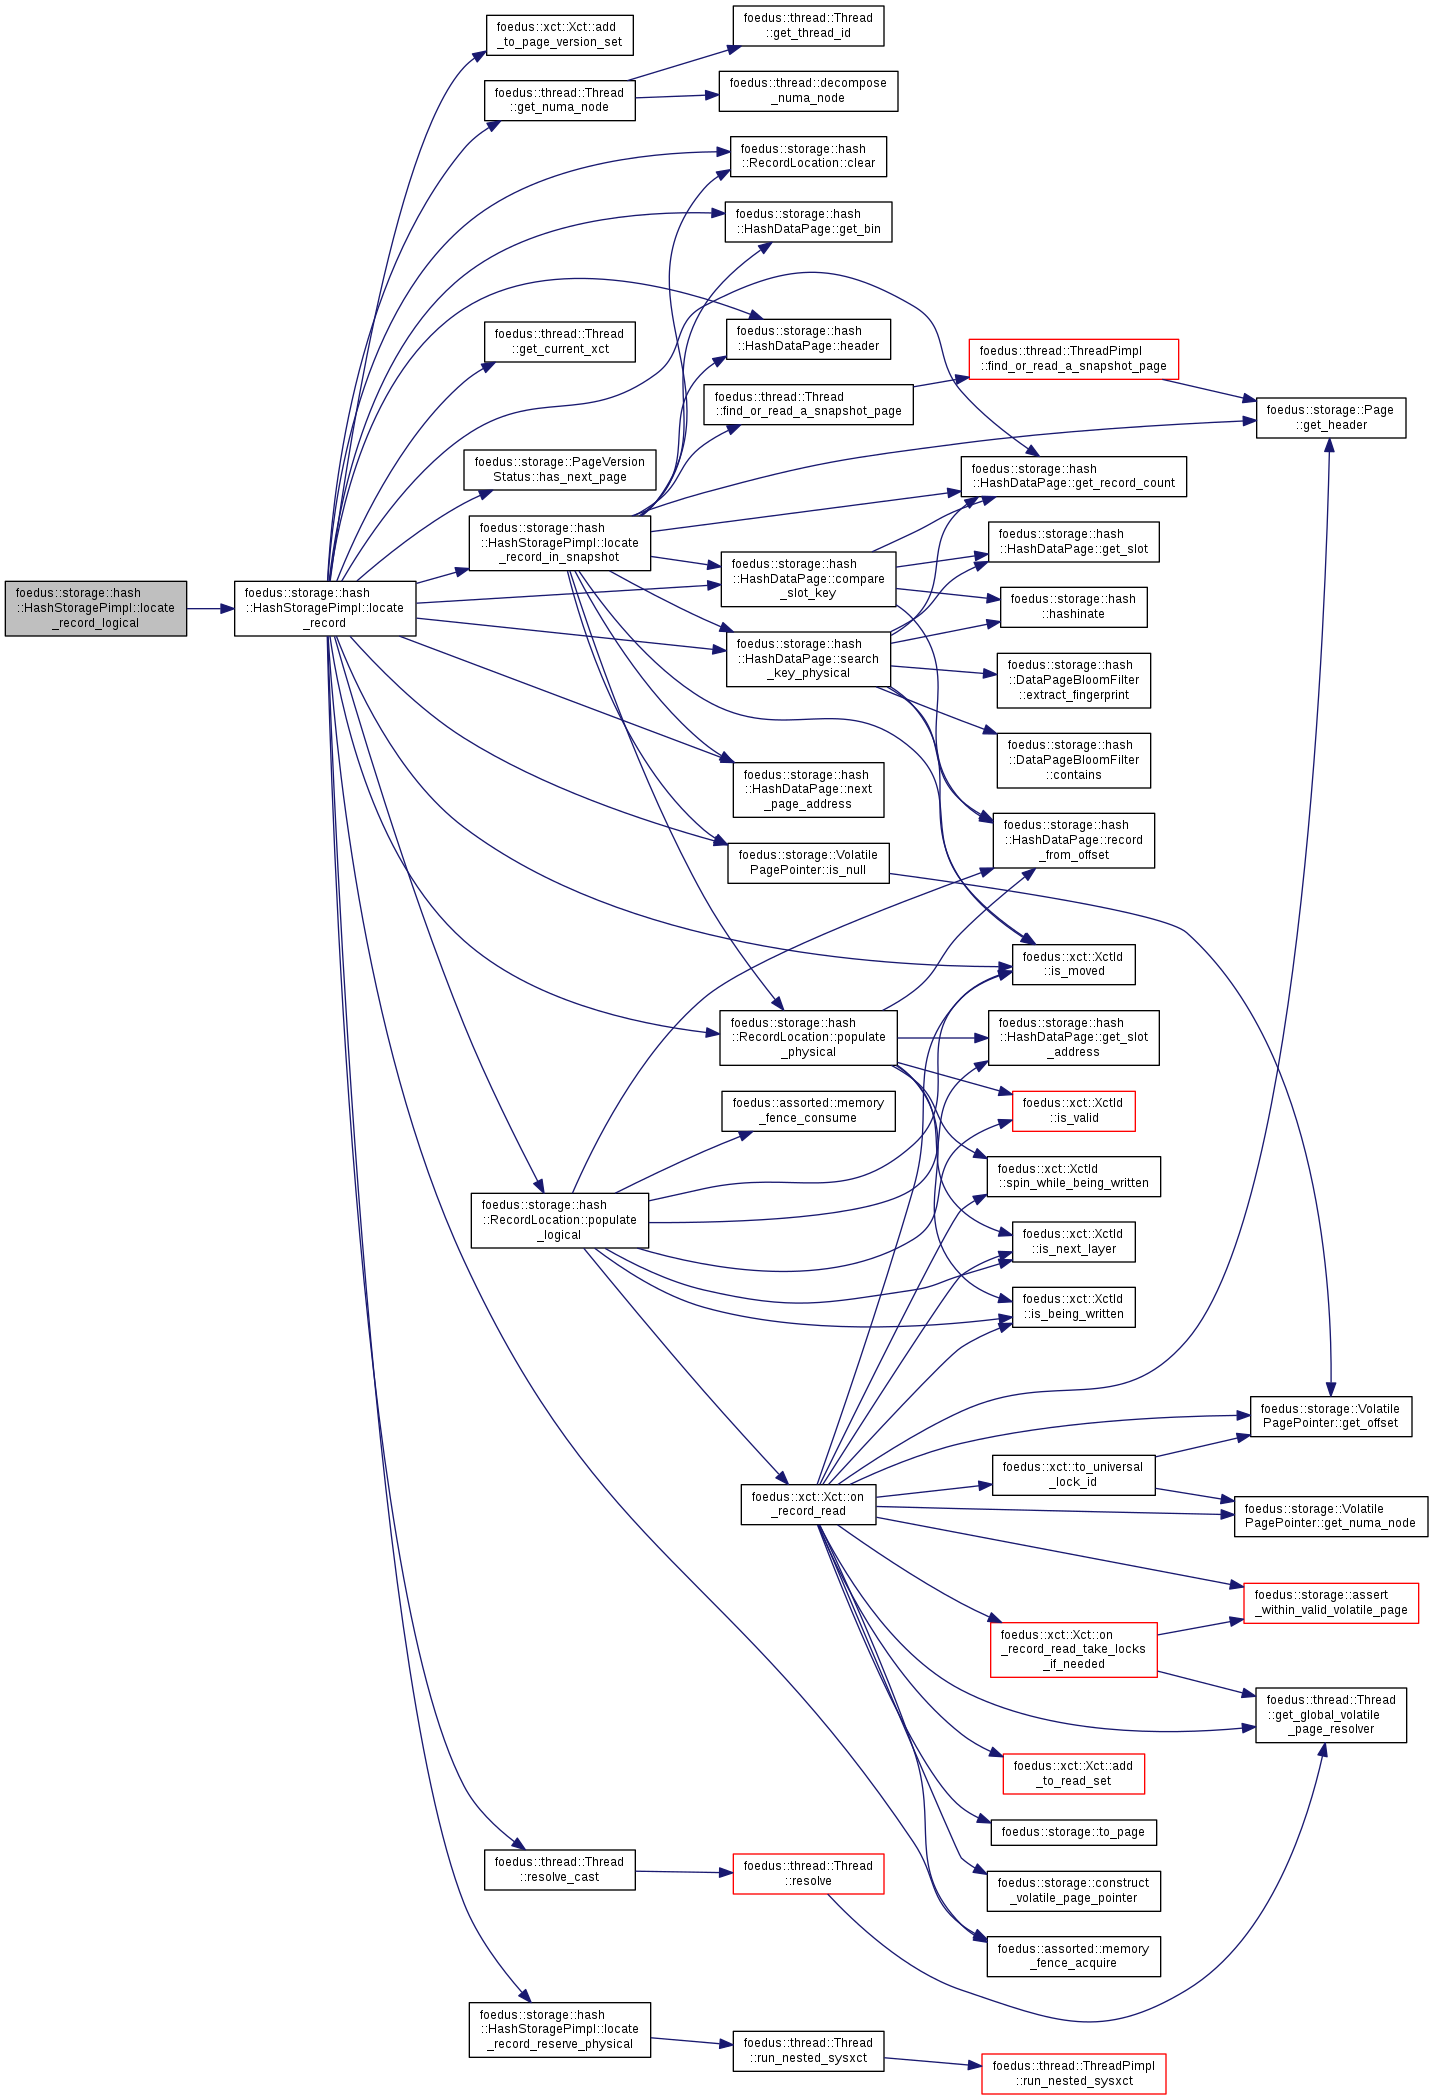 foedus::storage::hash
::HashStoragePimpl::locate
_record_logical
foedus::storage::hash
::HashStoragePimpl::locate
_record
foedus::xct::Xct::add
_to_page_version_set
foedus::thread::Thread
::get_numa_node
foedus::thread::Thread
::get_current_xct
foedus::storage::PageVersion
Status::has_next_page
foedus::storage::hash
::HashStoragePimpl::locate
_record_in_snapshot
foedus::storage::hash
::RecordLocation::populate
_logical
foedus::thread::Thread
::resolve_cast
foedus::storage::hash
::HashStoragePimpl::locate
_record_reserve_physical
foedus::thread::Thread
::get_thread_id
foedus::thread::decompose
_numa_node
foedus::storage::hash
::RecordLocation::clear
foedus::storage::hash
::HashDataPage::get_bin
foedus::storage::hash
::HashDataPage::header
foedus::thread::Thread
::find_or_read_a_snapshot_page
foedus::storage::hash
::HashDataPage::compare
_slot_key
foedus::storage::hash
::HashDataPage::search
_key_physical
foedus::storage::hash
::HashDataPage::next
_page_address
foedus::storage::Volatile
PagePointer::is_null
foedus::storage::hash
::RecordLocation::populate
_physical
foedus::assorted::memory
_fence_consume
foedus::xct::Xct::on
_record_read
foedus::thread::Thread
::resolve
foedus::thread::Thread
::run_nested_sysxct
foedus::thread::ThreadPimpl
::find_or_read_a_snapshot_page
foedus::storage::hash
::HashDataPage::get_record_count
foedus::storage::hash
::HashDataPage::get_slot
foedus::storage::hash
::hashinate
foedus::storage::hash
::DataPageBloomFilter
::extract_fingerprint
foedus::storage::hash
::DataPageBloomFilter
::contains
foedus::storage::hash
::HashDataPage::record
_from_offset
foedus::xct::XctId
::is_moved
foedus::storage::hash
::HashDataPage::get_slot
_address
foedus::xct::XctId
::is_valid
foedus::xct::XctId
::spin_while_being_written
foedus::xct::XctId
::is_next_layer
foedus::xct::XctId
::is_being_written
foedus::xct::to_universal
_lock_id
foedus::xct::Xct::on
_record_read_take_locks
_if_needed
foedus::xct::Xct::add
_to_read_set
foedus::storage::to_page
foedus::storage::construct
_volatile_page_pointer
foedus::assorted::memory
_fence_acquire
foedus::thread::ThreadPimpl
::run_nested_sysxct
foedus::storage::Page
::get_header
foedus::storage::Volatile
PagePointer::get_offset
foedus::storage::Volatile
PagePointer::get_numa_node
foedus::storage::assert
_within_valid_volatile_page
foedus::thread::Thread
::get_global_volatile
_page_resolver